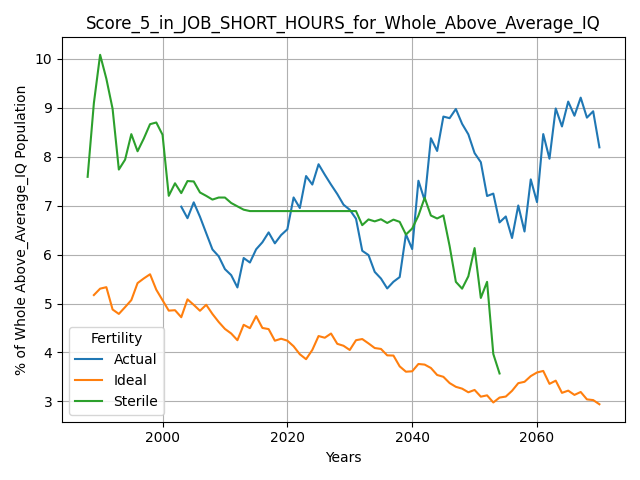 Score_5_in_JOB_SHORT_HOURS_for_Whole_Above_Average_IQ
% of Whole Above_Average_IQ Population
10
9
8
7
6
5
4
3
Fertility
Actual
Ideal
Sterile
2000 2020 2040 2060
Years